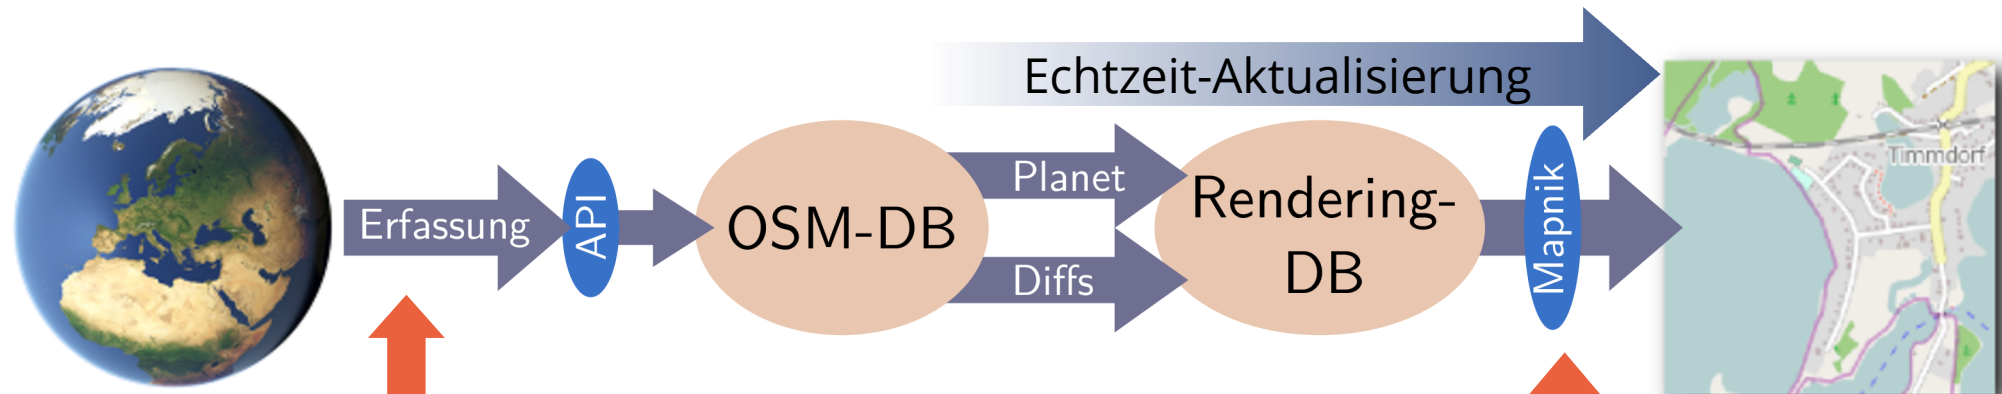 Echtzeit-Aktualisierung
Erfassung
API
OSM-DB
Planet
Diffs
Rendering-
DB
Mapnik
Timmdorf